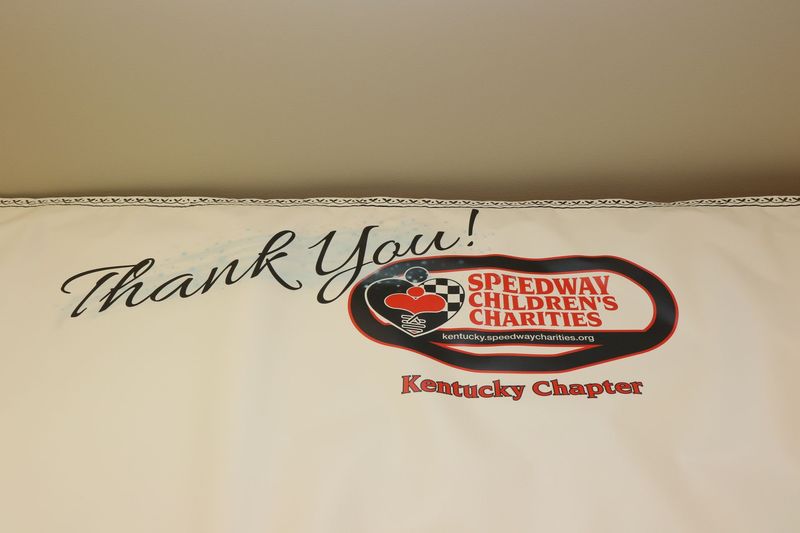 Thank You!
SPEEDWAY
CHILDREN'S
CHARITIES
kentucky.speedwaycharities.org
Kentucky Chapter